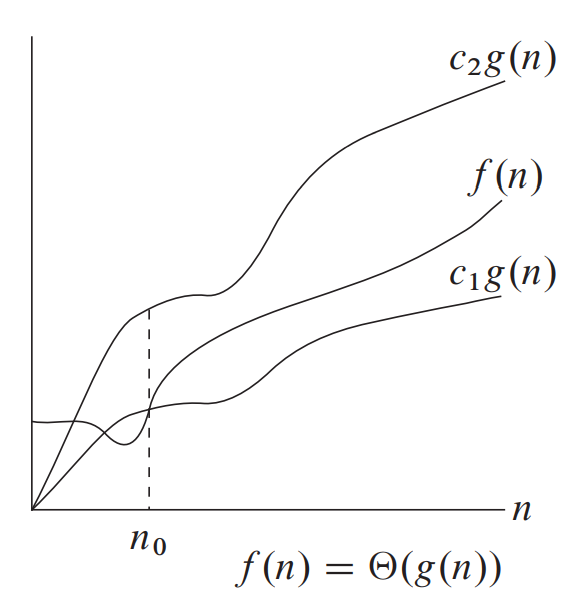 c₂g(n)
f(n)
c₁g(n)
n
n₀
f(n) = Θ(g(n))